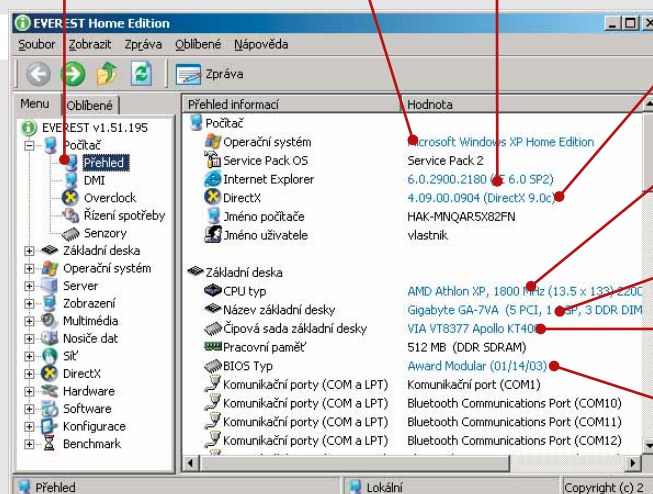 EVEREST Home Edition
Soubor Zobrazit Zpráva Oblíbené Nápověda
Zpráva
Menu Oblíbené
EVEREST v1.51.195
Počítač
Přehled
DMI
Overclock
Řízení spotřeby
Senzory
Základní deska
Operační systém
Server
Zobrazení
Multimédia
Nosiče dat
Síť
DirectX
Hardware
Software
Konfigurace
Benchmark
Přehled informací Hodnota
Počítač
Operační systém Microsoft Windows XP Home Edition
Service Pack OS Service Pack 2
Internet Explorer 6.0.2900.2180 (IE 6.0 SP2)
DirectX 4.09.00.0904 (DirectX 9.0c)
Jméno počítače HAK-MNQAR5X82FN
Jméno uživatele vlastnik
Základní deska
CPU typ AMD Athlon XP, 1800 MHz (13.5 x 133) 2200
Název základní desky Gigabyte GA-7VA (5 PCI, 1 AGP, 3 DDR DIM
Čipová sada základní desky VIA VT8377 Apollo KT400
Pracovní paměť 512 MB (DDR SDRAM)
BIOS Typ Award Modular (01/14/03)
Komunikační porty (COM a LPT) Komunikační port (COM1)
Komunikační porty (COM a LPT) Bluetooth Communications Port (COM10)
Komunikační porty (COM a LPT) Bluetooth Communications Port (COM11)
Komunikační porty (COM a LPT) Bluetooth Communications Port (COM12)
Přehled Lokální Copyright (c) 2